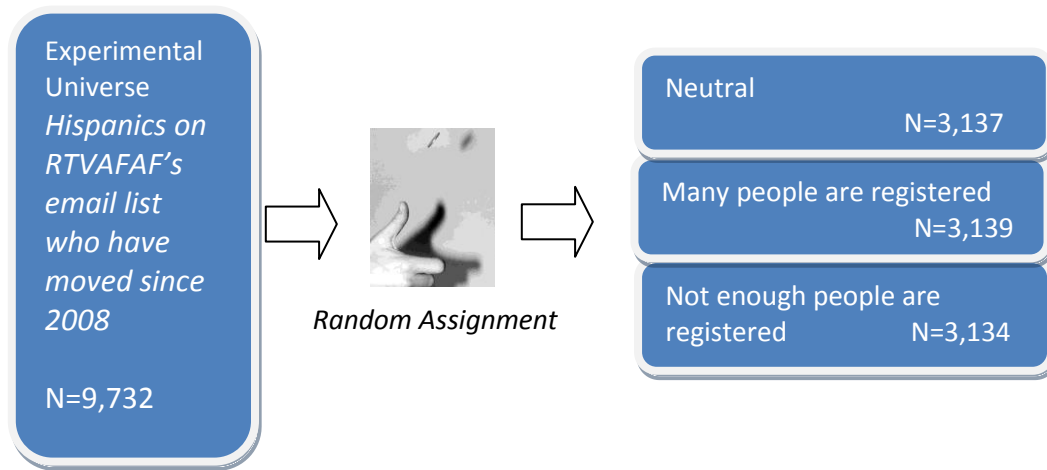 Experimental
Universe
Hispanics on
RTVAFAF's
email list
who have
moved since
2008
N=9,732
Random Assignment
Neutral
N=3,137
Many people are registered
N=3,139
Not enough people are
registered N=3,134